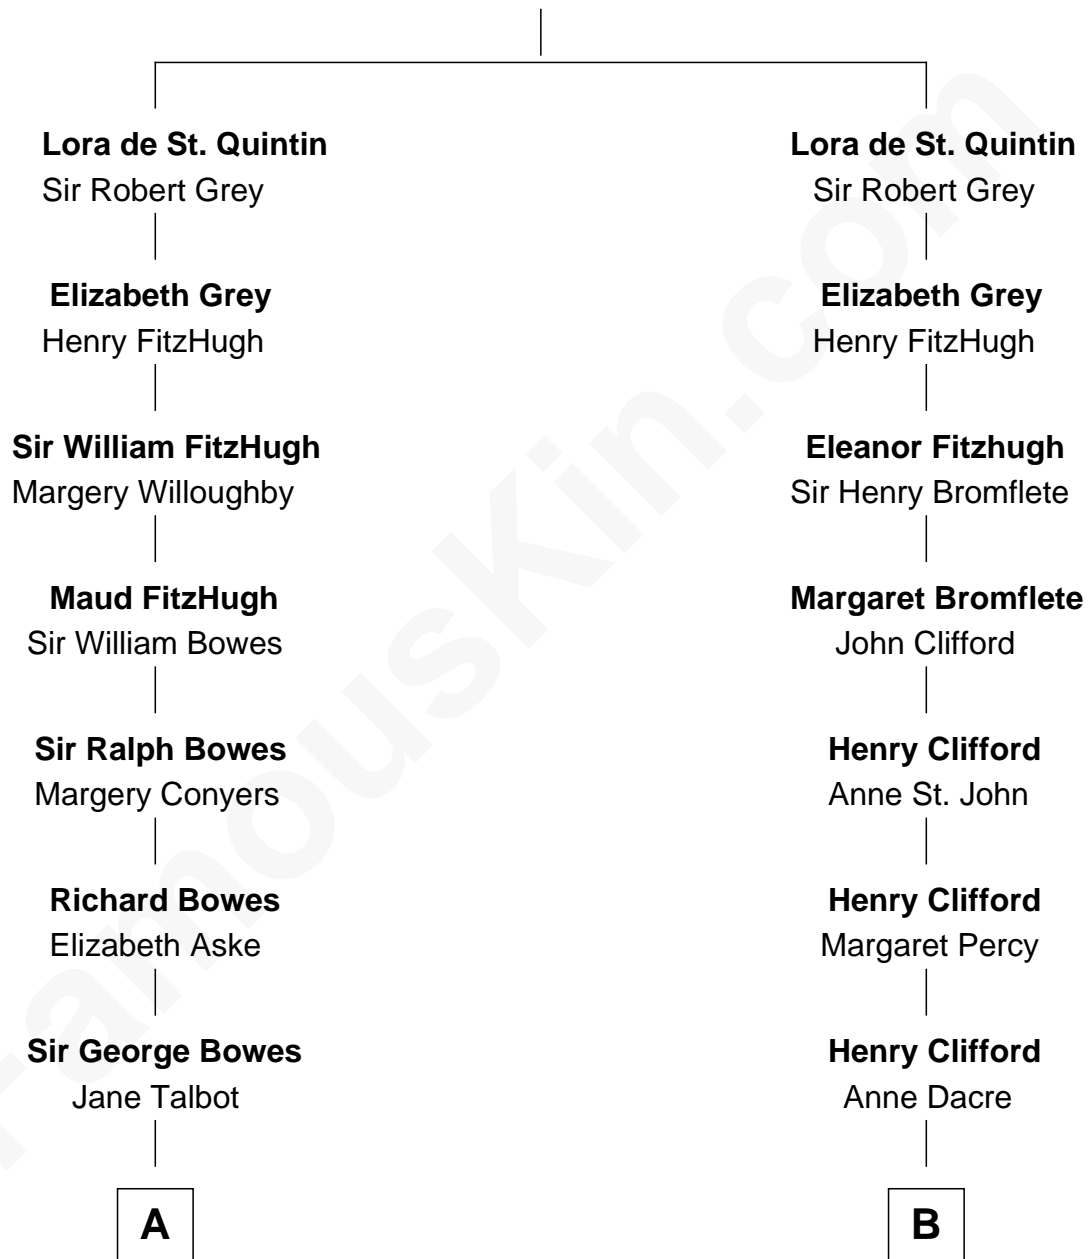 Lora de St. Quintin
Sir Robert Grey
Elizabeth Grey
Henry FitzHugh
Sir William FitzHugh
Margery Willoughby
Maud FitzHugh
Sir William Bowes
Sir Ralph Bowes
Margery Conyers
Richard Bowes
Elizabeth Aske
Sir George Bowes
Jane Talbot
A
Lora de St. Quintin
Sir Robert Grey
Elizabeth Grey
Henry FitzHugh
Eleanor Fitzhugh
Sir Henry Bromflete
Margaret Bromflete
John Clifford
Henry Clifford
Anne St. John
Henry Clifford
Margaret Percy
Henry Clifford
Anne Dacre
B
FamousKin.com